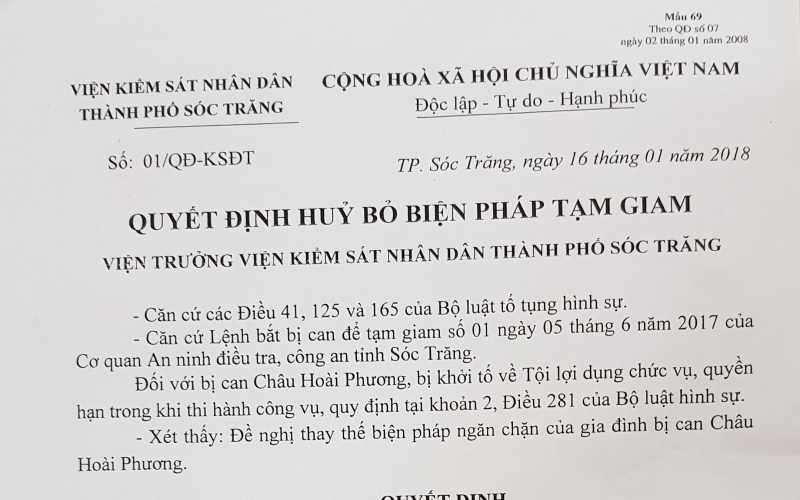 Mẫu 69
Theo QĐ số 07
ngày 02 tháng 01 năm 2008
VIỆN KIỂM SÁT NHÂN DÂN
THÀNH PHỐ SÓC TRĂNG
CỘNG HOÀ XÃ HỘI CHỦ NGHĨA VIỆT NAM
Độc lập - Tự do - Hạnh phúc
Số: 01/QĐ-KSĐT
TP. Sóc Trăng, ngày 16 tháng 01 năm 2018
QUYẾT ĐỊNH HUỶ BỎ BIỆN PHÁP TẠM GIAM
VIỆN TRƯỞNG VIỆN KIỂM SÁT NHÂN DÂN THÀNH PHỐ SÓC TRĂNG
- Căn cứ các Điều 41, 125 và 165 của Bộ luật tố tụng hình sự.
- Căn cứ Lệnh bắt bị can để tạm giam số 01 ngày 05 tháng 6 năm 2017 của
Cơ quan An ninh điều tra, công an tỉnh Sóc Trăng.
Đối với bị can Châu Hoài Phương, bị khởi tố về Tội lợi dụng chức vụ, quyền
hạn trong khi thi hành công vụ, quy định tại khoản 2, Điều 281 của Bộ luật hình sự.
- Xét thấy: Đề nghị thay thế biện pháp ngăn chặn của gia đình bị can Châu
Hoài Phương.
QUYẾT ĐỊNH